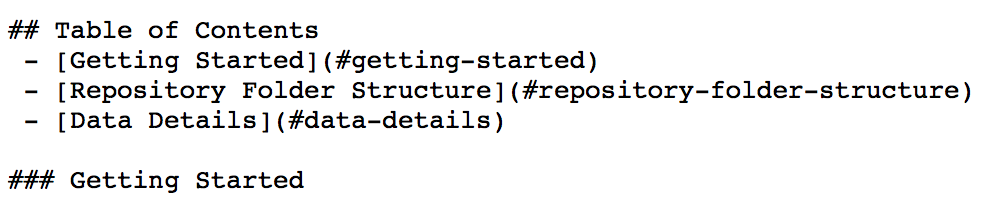 ## Table of Contents
- [Getting Started](#getting-started)
- [Repository Folder Structure](#repository-folder-structure)
- [Data Details](#data-details)
### Getting Started